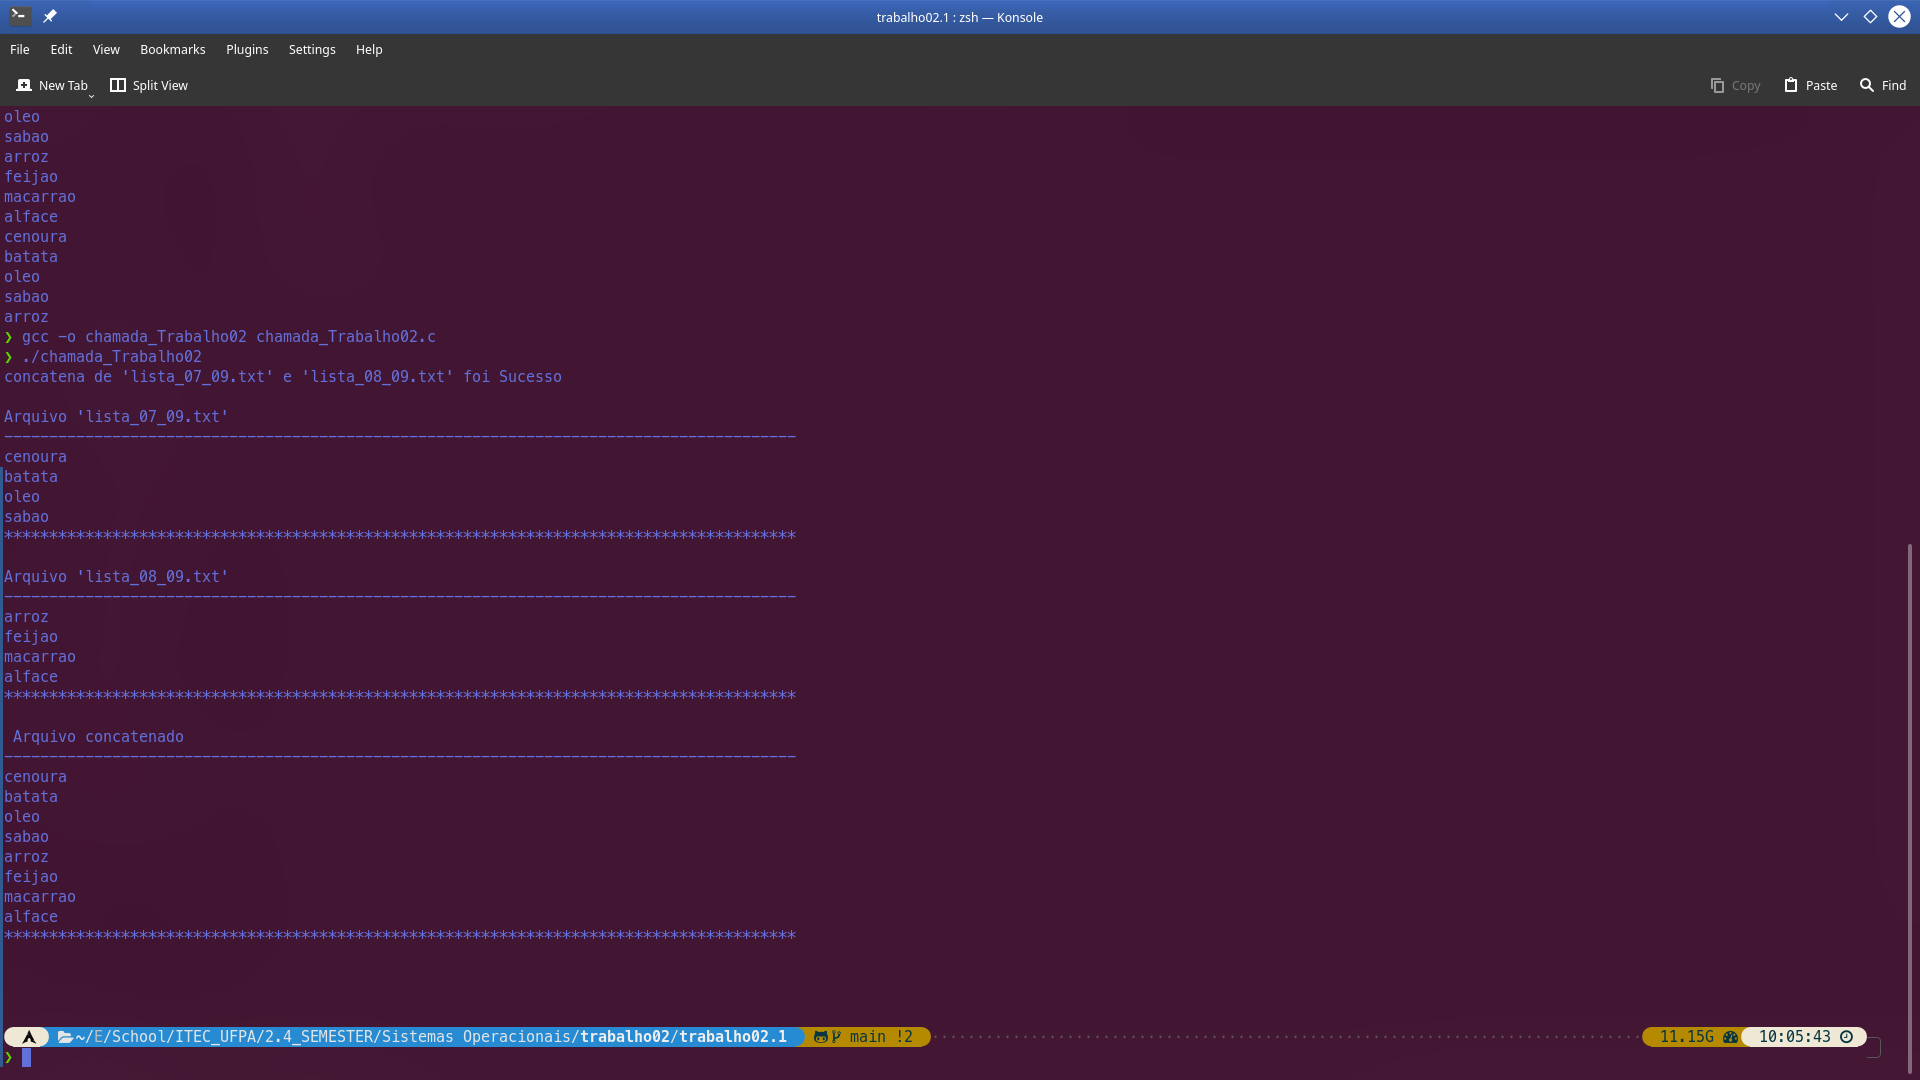 trabalho02.1 : zsh — Konsole
File Edit View Bookmarks Plugins Settings Help
New Tab Split View Copy Paste Find
oleo
sabao
arroz
feijao
macarrao
alface
cenoura
batata
oleo
sabao
arroz
❯ gcc -o chamada_Trabalho02 chamada_Trabalho02.c
❯ ./chamada_Trabalho02
concatena de 'lista_07_09.txt' e 'lista_08_09.txt' foi Sucesso
Arquivo 'lista_07_09.txt'
----------------------------------------------------------------------------------------
cenoura
batata
oleo
sabao
****************************************************************************************
Arquivo 'lista_08_09.txt'
----------------------------------------------------------------------------------------
arroz
feijao
macarrao
alface
****************************************************************************************
Arquivo concatenado
----------------------------------------------------------------------------------------
cenoura
batata
oleo
sabao
arroz
feijao
macarrao
alface
****************************************************************************************
~/E/School/ITEC_UFPA/2.4_SEMESTER/Sistemas Operacionais/trabalho02/trabalho02.1 main !2 11.15G 10:05:43
❯